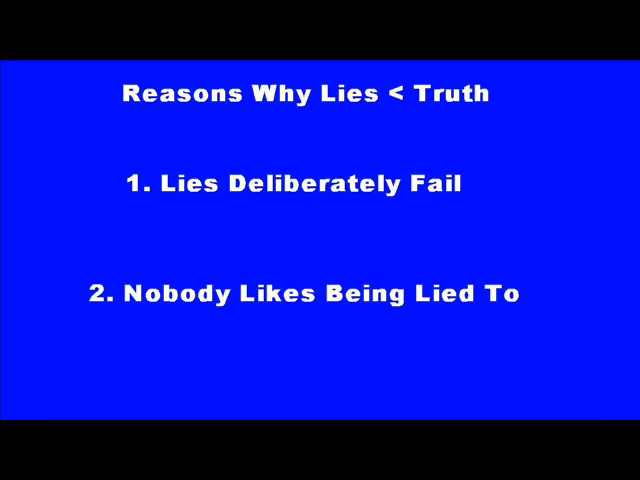 Reasons Why Lies < Truth
1. Lies Deliberately Fail
2. Nobody Likes Being Lied To